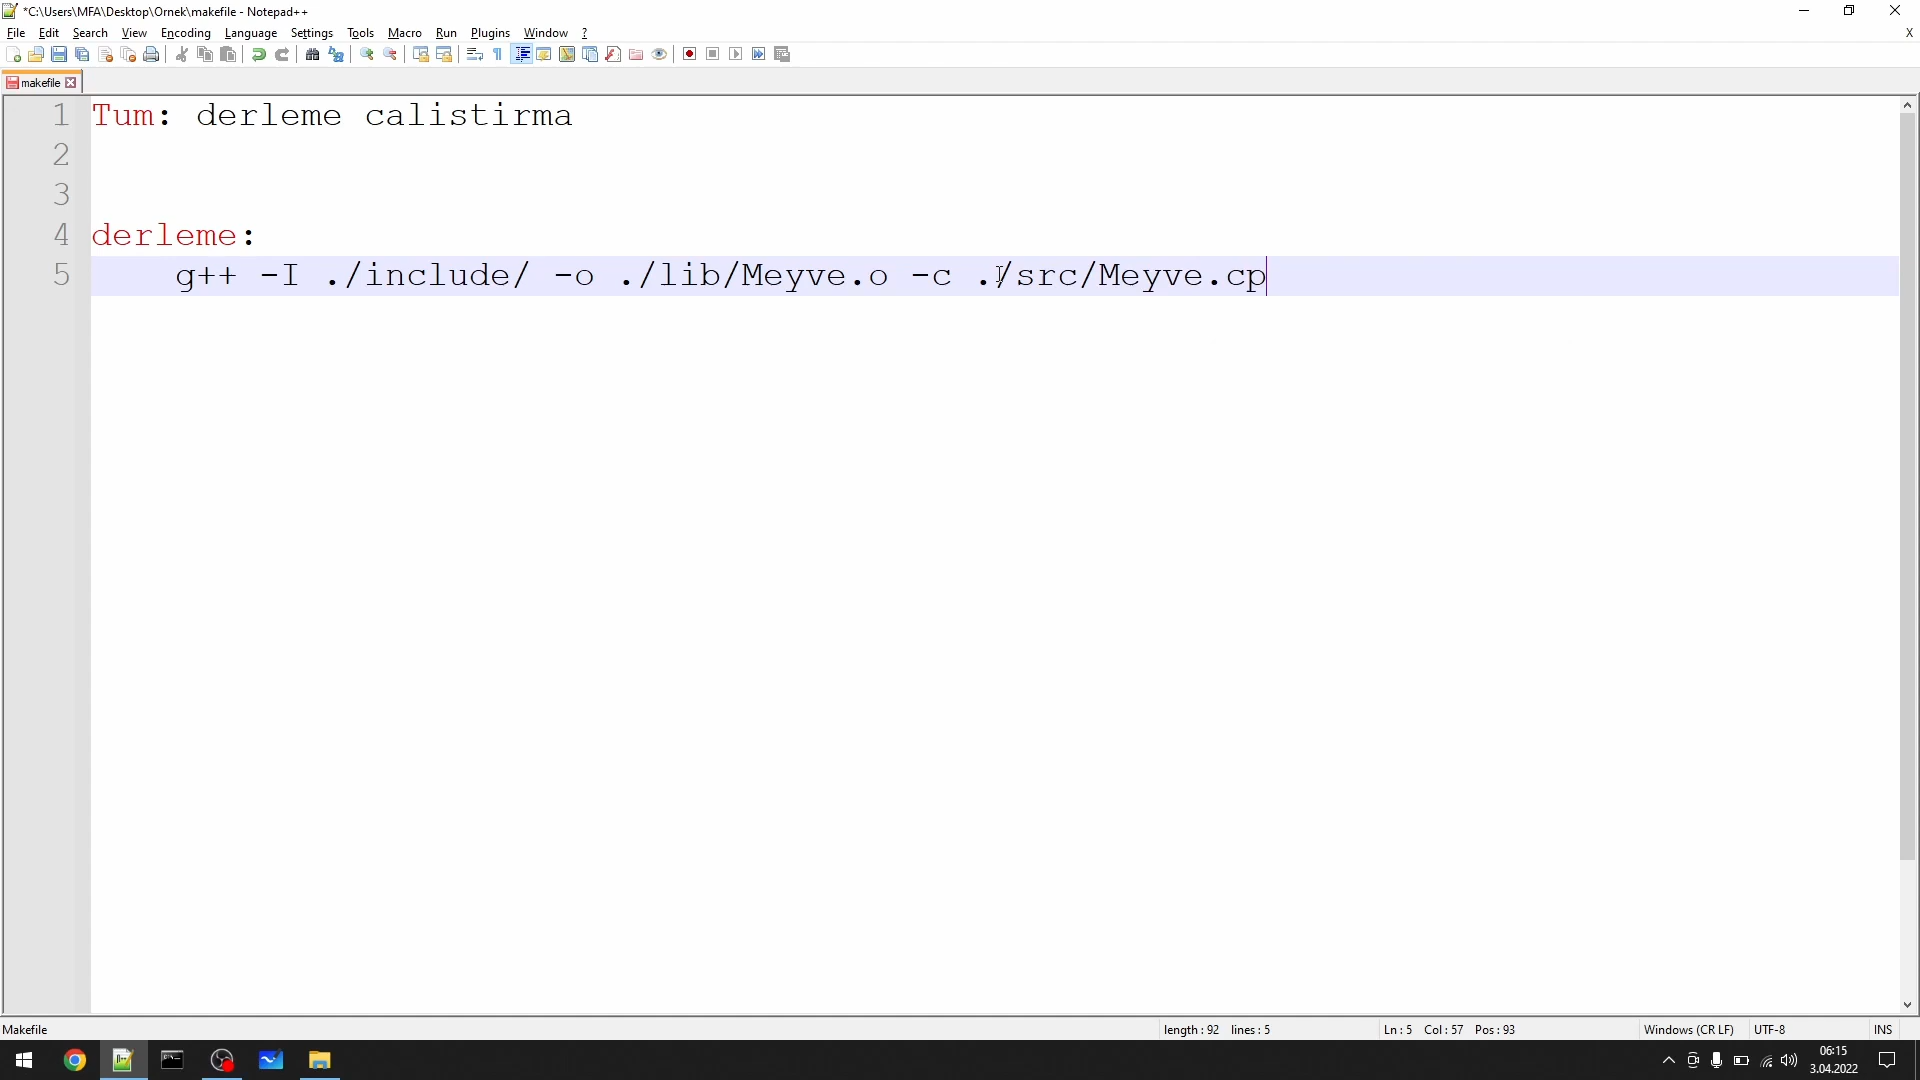 *C:\Users\MFA\Desktop\Ornek\makefile - Notepad++
File Edit Search View Encoding Language Settings Tools Macro Run Plugins Window ? X
makefile
1 Tum: derleme calistirma
2
3
4 derleme:
5 g++ -I ./include/ -o ./lib/Meyve.o -c ./src/Meyve.cp
Makefile length : 92 lines : 5 Ln : 5 Col : 57 Pos : 93 Windows (CR LF) UTF-8 INS
06:15
3.04.2022